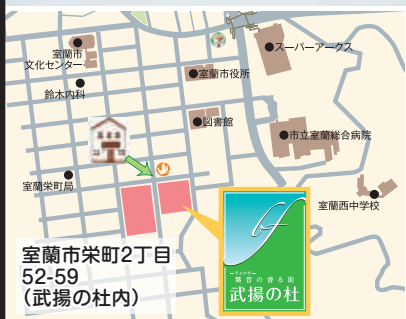 室蘭市
文化センター
スーパーアークス
室蘭市役所
鈴木内科
図書館
市立室蘭総合病院
室蘭栄町局
室蘭西中学校
繋音の香る街
武揚の杜
室蘭市栄町2丁目
52-59
(武揚の杜内)